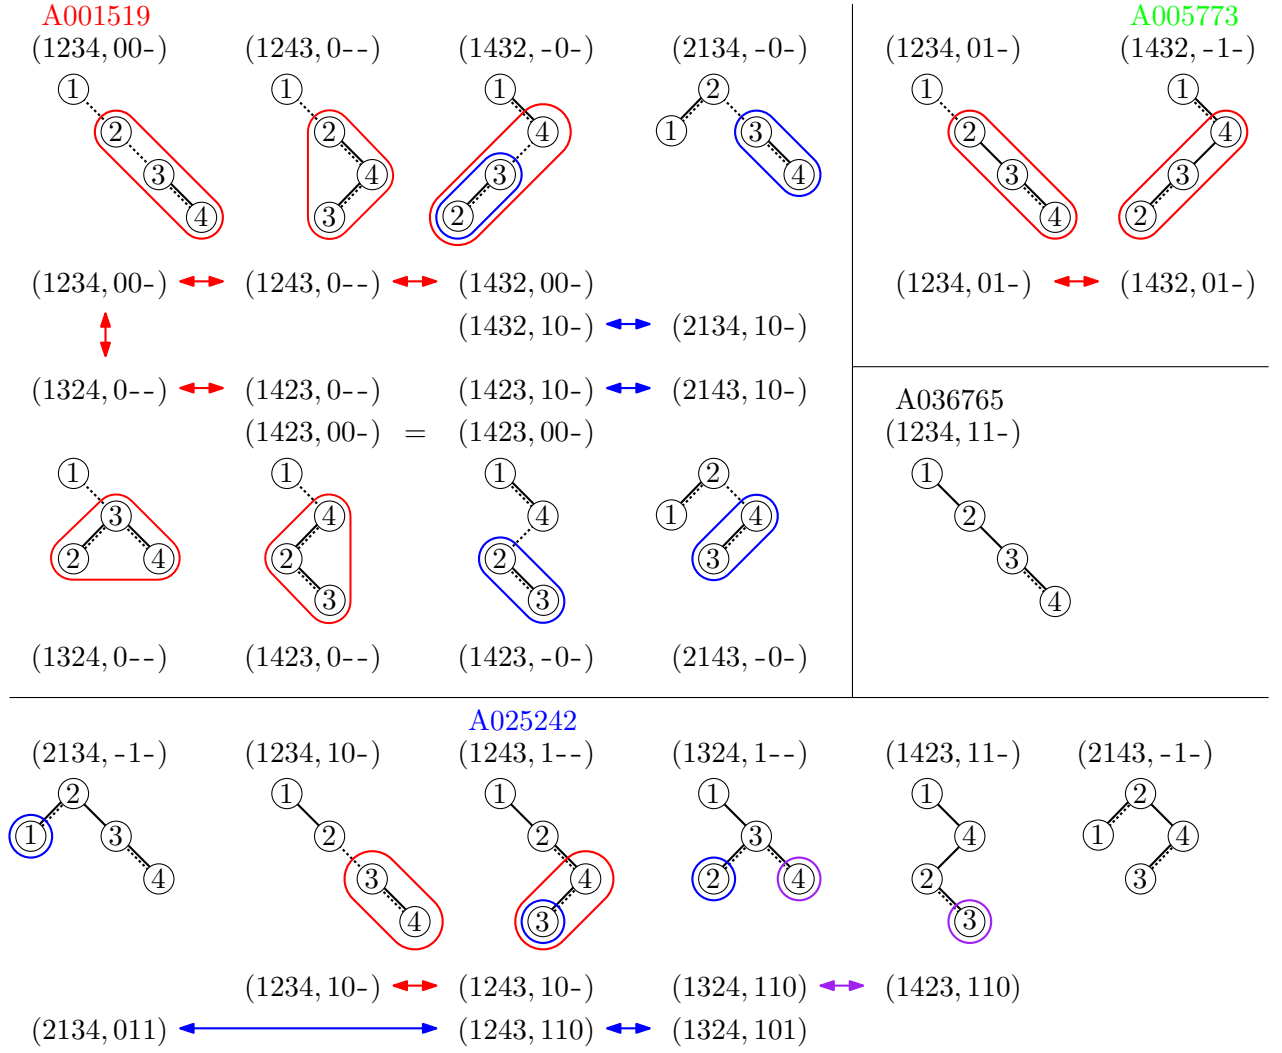 A001519
(1234, 00-) (1243, 0--) (1432, -0-) (2134, -0-)
1 1 1 2
2 2 4 1 3
3 4 3 4
4 3 2
(1234, 00-) (1243, 0--) (1432, 00-)
(1432, 10-) (2134, 10-)
(1324, 0--) (1423, 0--) (1423, 10-) (2143, 10-)
(1423, 00-) = (1423, 00-)
1 1 1 2
3 4 4 1 4
2 4 2 2 3
3 3
(1324, 0--) (1423, 0--) (1423, -0-) (2143, -0-)
A005773
(1234, 01-) (1432, -1-)
1 1
2 4
3 3
4 2
(1234, 01-) (1432, 01-)
A036765
(1234, 11-)
1
2
3
4
A025242
(2134, -1-) (1234, 10-) (1243, 1--) (1324, 1--) (1423, 11-) (2143, -1-)
2 1 1 1 1 2
1 3 2 2 3 4 1 4
4 3 4 2 4 2 3
4 3 3
(1234, 10-) (1243, 10-) (1324, 110) (1423, 110)
(2134, 011) (1243, 110) (1324, 101)